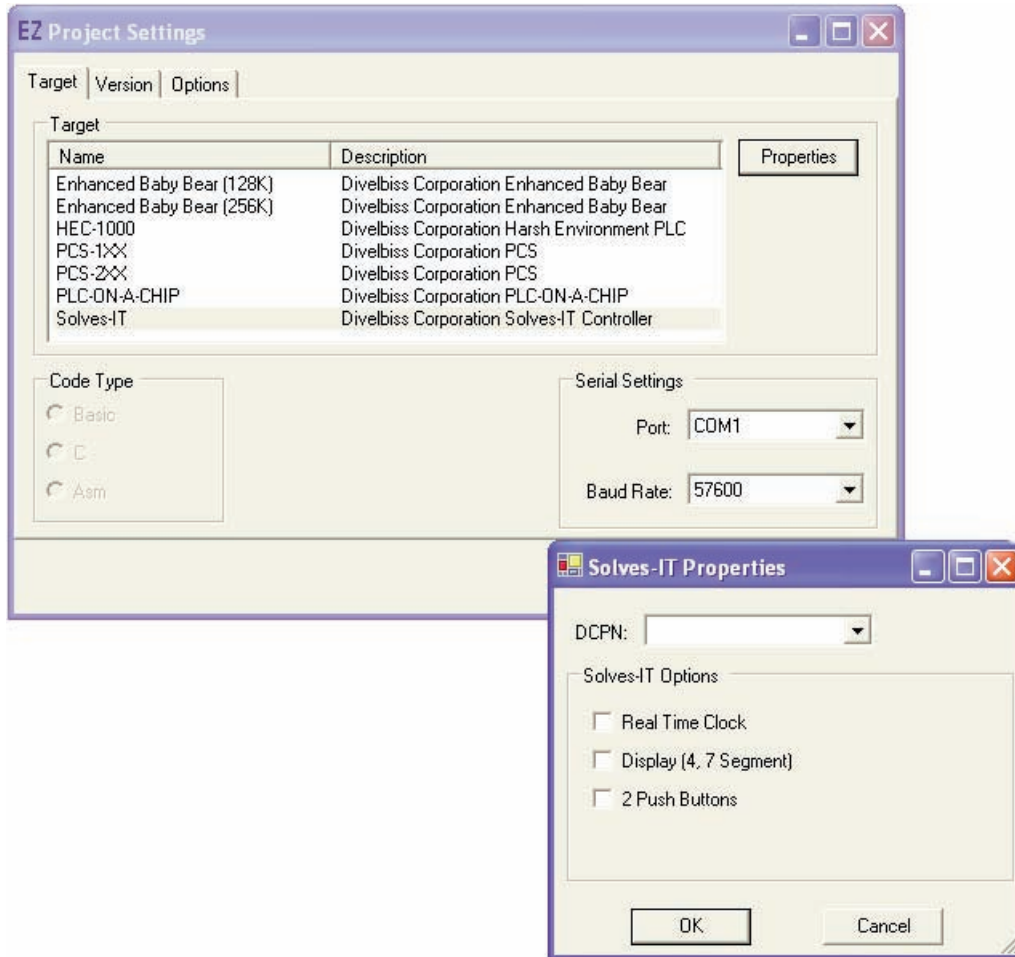 EZ Project Settings
Target Version Options
Target
Name Description
Enhanced Baby Bear (128K) Divelbiss Corporation Enhanced Baby Bear
Enhanced Baby Bear (256K) Divelbiss Corporation Enhanced Baby Bear
HEC-1000 Divelbiss Corporation Harsh Environment PLC
PCS-1XX Divelbiss Corporation PCS
PCS-2XX Divelbiss Corporation PCS
PLC-ON-A-CHIP Divelbiss Corporation PLC-ON-A-CHIP
Solves-IT Divelbiss Corporation Solves-IT Controller
Properties
Code Type
Basic
C
Asm
Serial Settings
Port: COM1
Baud Rate: 57600
Solves-IT Properties
DCPN:
Solves-IT Options
Real Time Clock
Display (4, 7 Segment)
2 Push Buttons
OK Cancel